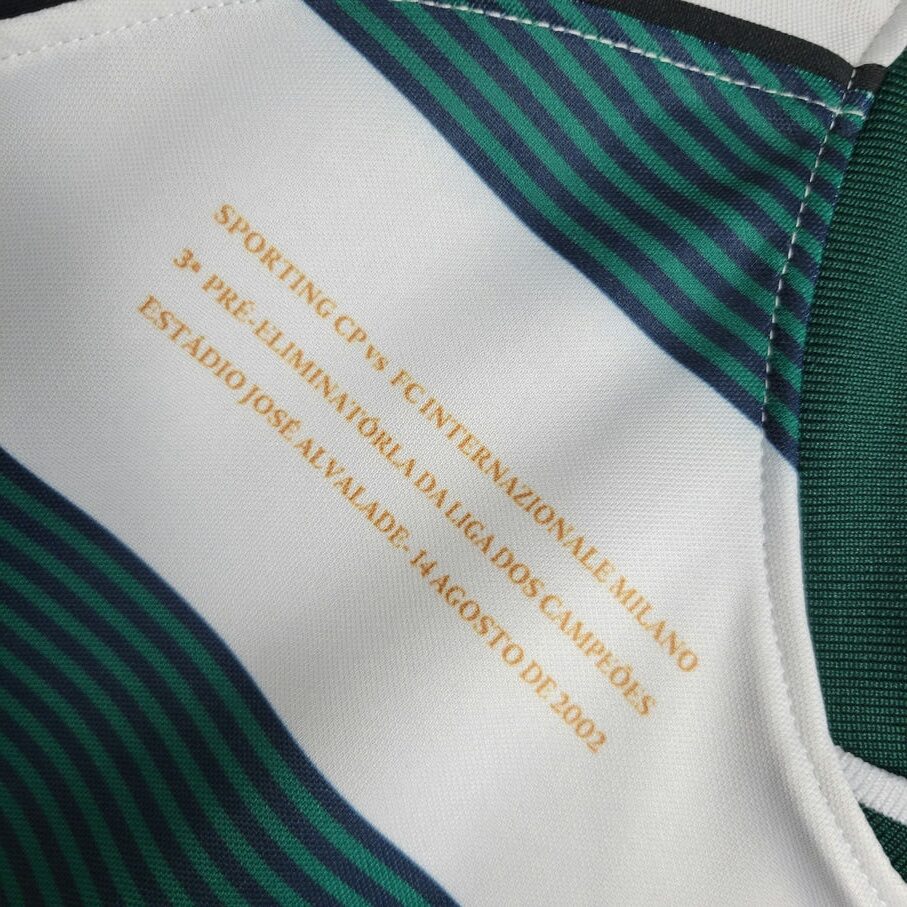 SPORTING CP vs FC INTERNAZIONALE MILANO
3ª PRÉ-ELIMINATÓRLA DA LIGA DOS CAMPEÕES
ESTÁDIO JOSÉ ALVALADE- 14 AGOSTO DE 2002